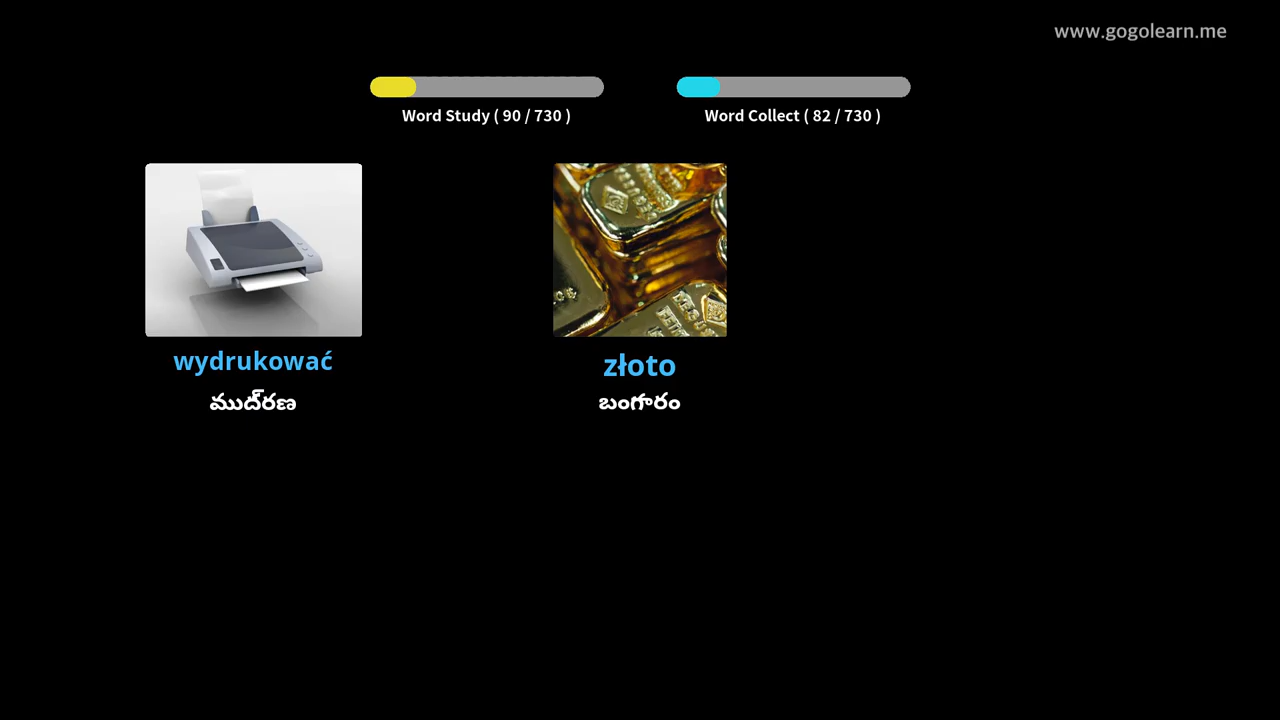 www.gogolearn.me
Word Study ( 90 / 730 )
Word Collect ( 82 / 730 )
wydrukować
złoto
ముద్రణ
బంగారం